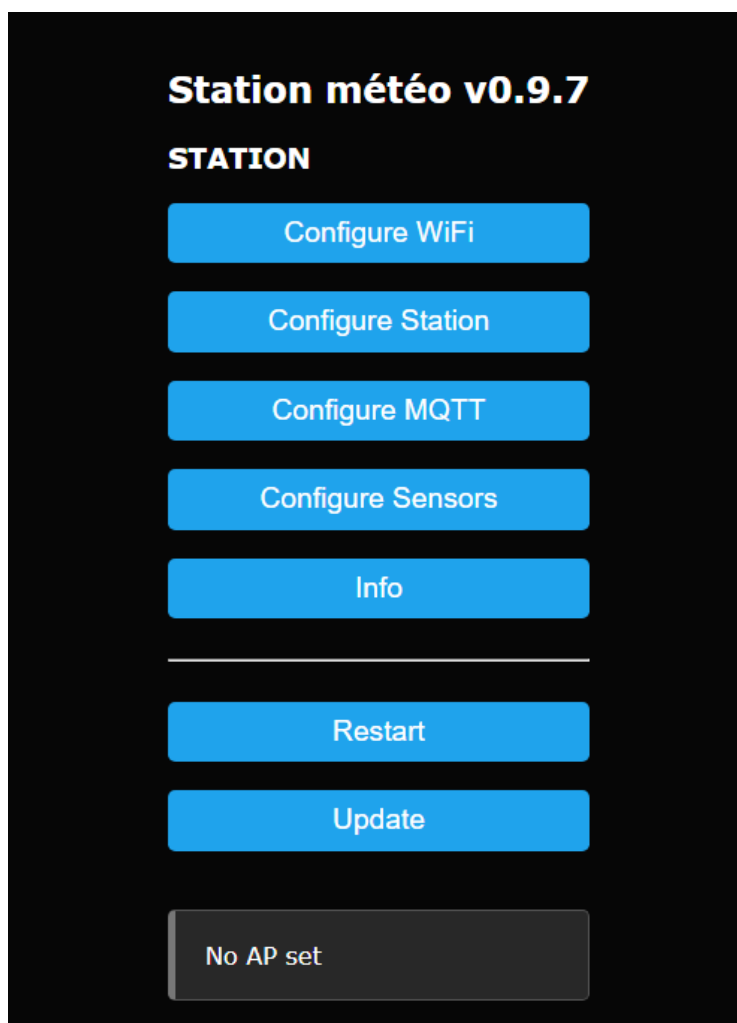 Station météo v0.9.7
STATION
Configure WiFi
Configure Station
Configure MQTT
Configure Sensors
Info
Restart
Update
No AP set